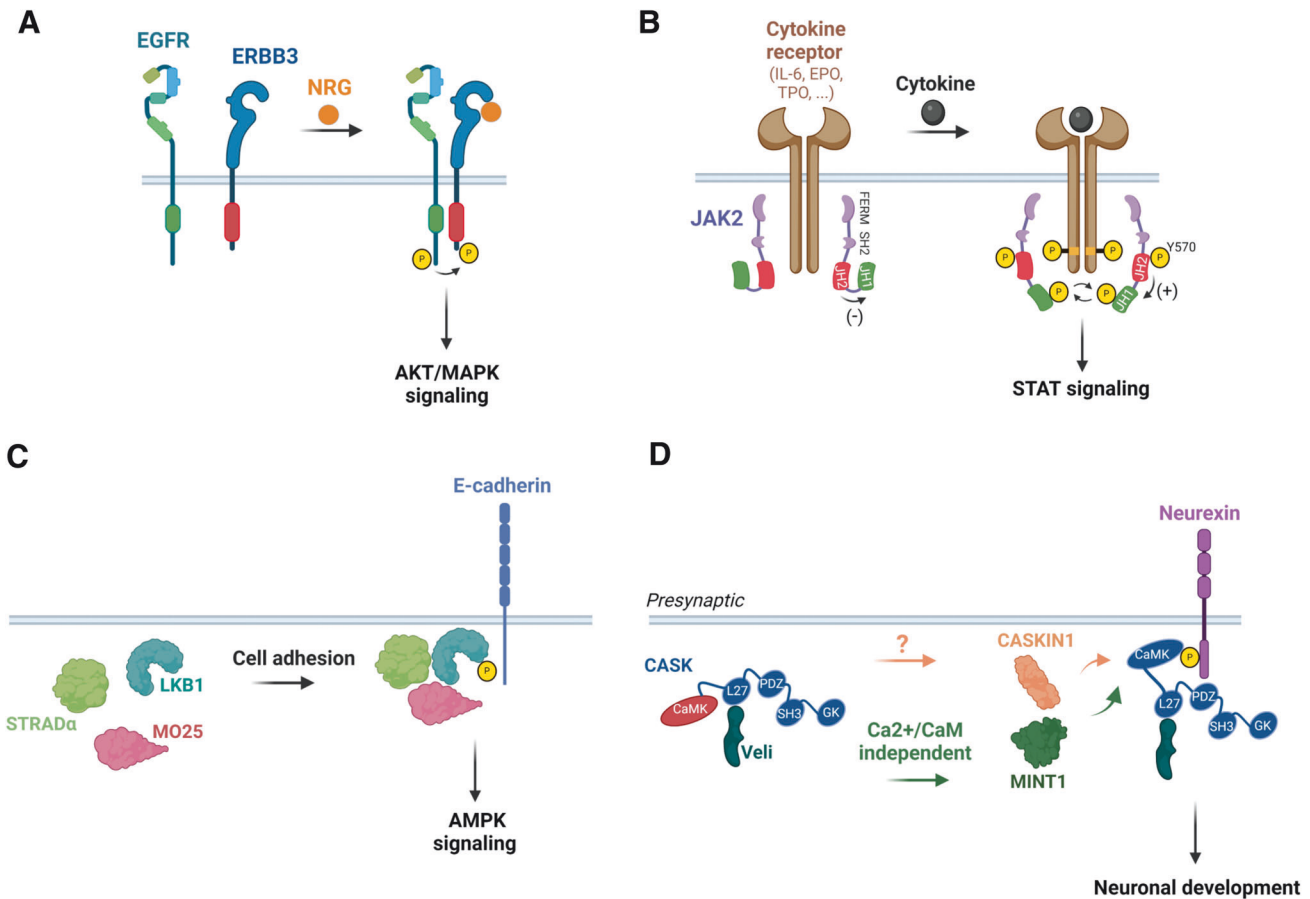 A
EGFR
ERBB3
NRG
P
P
AKT/MAPK
signaling
B
Cytokine
receptor
(IL-6, EPO,
TPO, ...)
Cytokine
JAK2
FERM
SH2
JH2
JH1
(-)
P
P
P
P
Y570
JH2
P
P
JH1
(+)
STAT signaling
C
E-cadherin
LKB1
STRADα
MO25
Cell adhesion
P
AMPK
signaling
D
Neurexin
Presynaptic
CASK
CaMK
L27
PDZ
SH3
GK
Veli
?
CASKIN1
Ca2+/CaM
independent
MINT1
CaMK
P
L27
PDZ
SH3
GK
Neuronal development